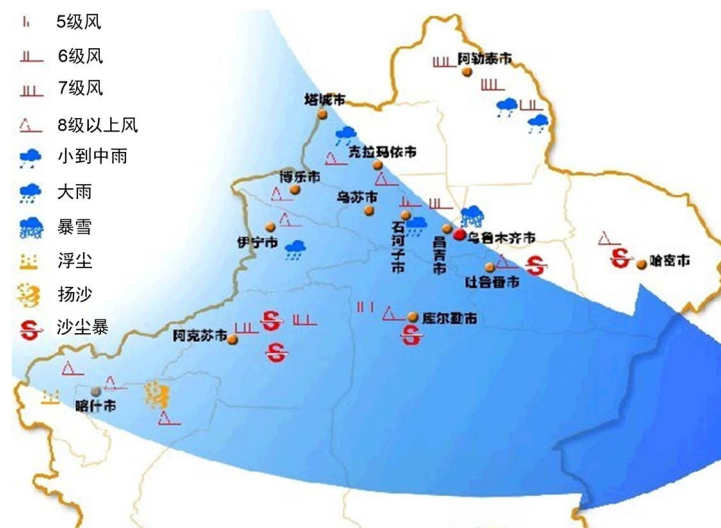 5级风
6级风
7级风
8级以上风
小到中雨
大雨
暴雪
浮尘
扬沙
沙尘暴
阿勒泰市
塔城市
克拉玛依市
博乐市
乌苏市
石河子市
昌吉市
乌鲁木齐市
伊宁市
吐鲁番市
哈密市
阿克苏市
库尔勒市
喀什市